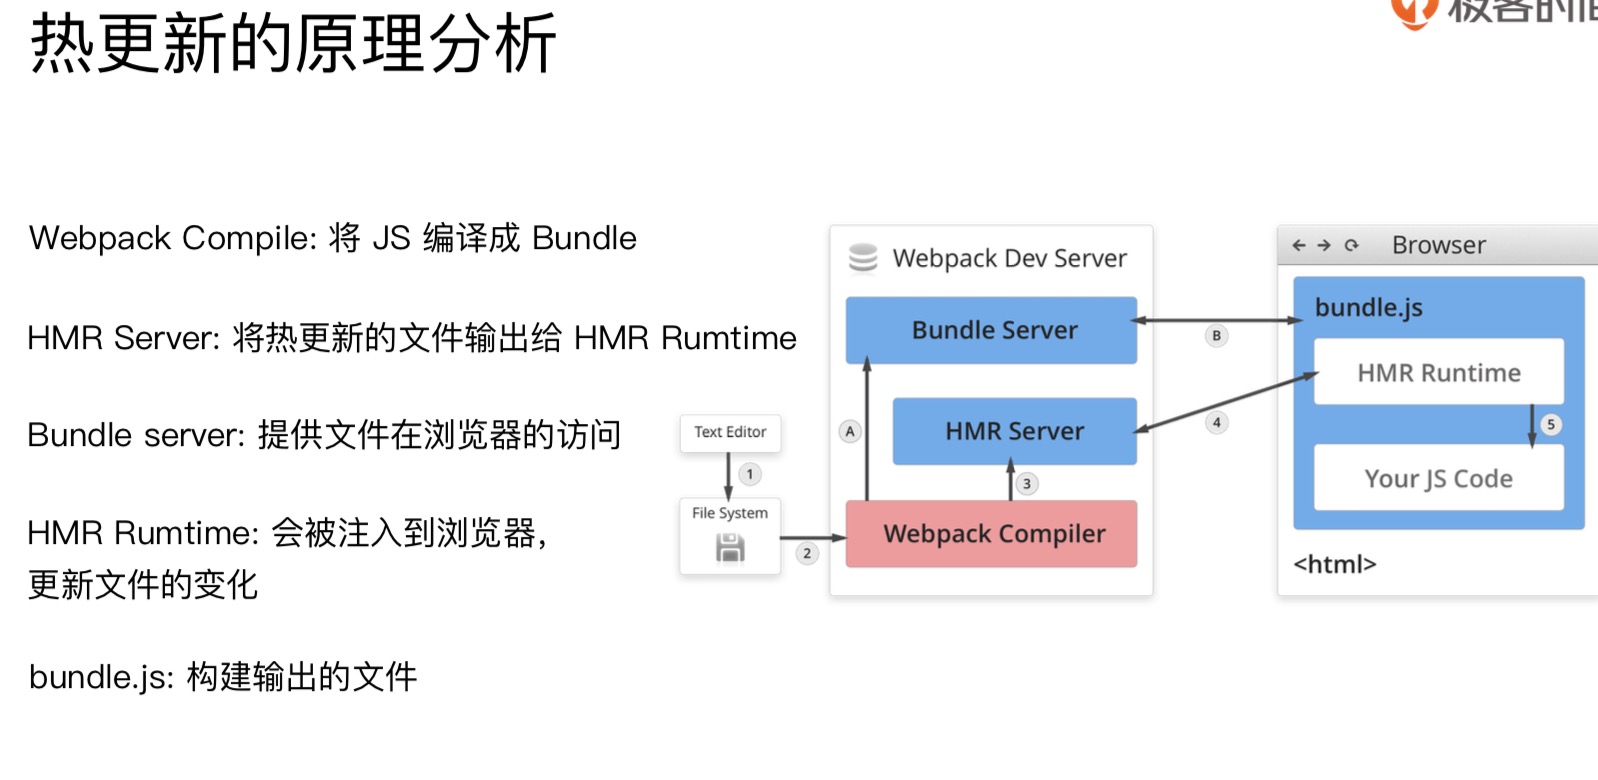 热更新的原理分析
极客时间
Webpack Compile: 将 JS 编译成 Bundle
HMR Server: 将热更新的文件输出给 HMR Rumtime
Bundle server: 提供文件在浏览器的访问
HMR Rumtime: 会被注入到浏览器,
更新文件的变化
bundle.js: 构建输出的文件
Text Editor
1
File System
2
Webpack Dev Server
Bundle Server
A
HMR Server
3
Webpack Compiler
B
4
Browser
bundle.js
HMR Runtime
5
Your JS Code
<html>